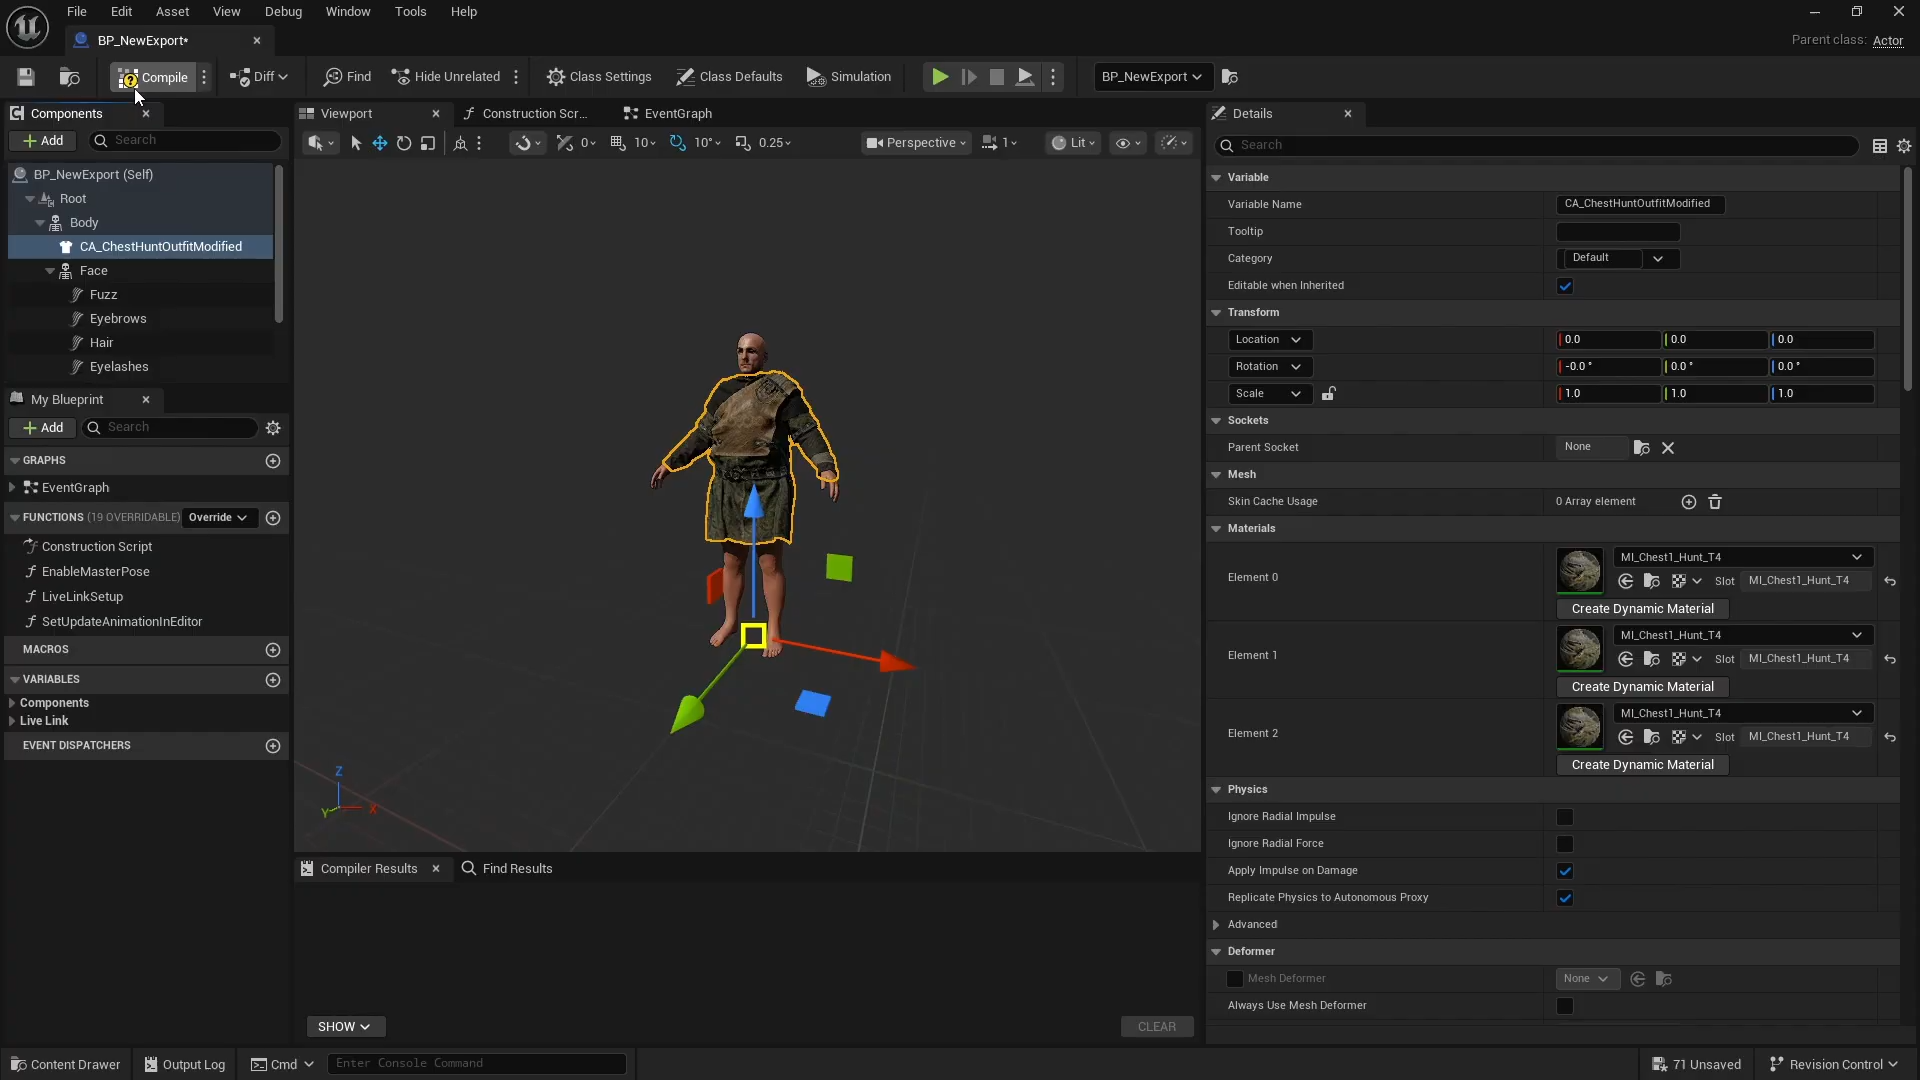 File Edit Asset View Debug Window Tools Help
BP_NewExport*
Parent class: Actor
Compile Diff Find Hide Unrelated Class Settings Class Defaults Simulation BP_NewExport
Components
Add Search
BP_NewExport (Self)
Root
Body
CA_ChestHuntOutfitModified
Face
Fuzz
Eyebrows
Hair
Eyelashes
My Blueprint
Add Search
GRAPHS
EventGraph
FUNCTIONS (19 OVERRIDABLE) Override
Construction Script
EnableMasterPose
LiveLinkSetup
SetUpdateAnimationInEditor
MACROS
VARIABLES
Components
Live Link
EVENT DISPATCHERS
Viewport Construction Scr... EventGraph
0 10 10° 0.25 Perspective 1 Lit
Z
Y X
Compiler Results Find Results
SHOW CLEAR
Details
Search
Variable
Variable Name CA_ChestHuntOutfitModified
Tooltip
Category Default
Editable when Inherited
Transform
Location 0.0 0.0 0.0
Rotation -0.0 ° 0.0 ° 0.0 °
Scale 1.0 1.0 1.0
Sockets
Parent Socket None
Mesh
Skin Cache Usage 0 Array element
Materials
Element 0 MI_Chest1_Hunt_T4
Slot MI_Chest1_Hunt_T4
Create Dynamic Material
Element 1 MI_Chest1_Hunt_T4
Slot MI_Chest1_Hunt_T4
Create Dynamic Material
Element 2 MI_Chest1_Hunt_T4
Slot MI_Chest1_Hunt_T4
Create Dynamic Material
Physics
Ignore Radial Impulse
Ignore Radial Force
Apply Impulse on Damage
Replicate Physics to Autonomous Proxy
Advanced
Deformer
Mesh Deformer None
Always Use Mesh Deformer
Content Drawer Output Log Cmd Enter Console Command 71 Unsaved Revision Control